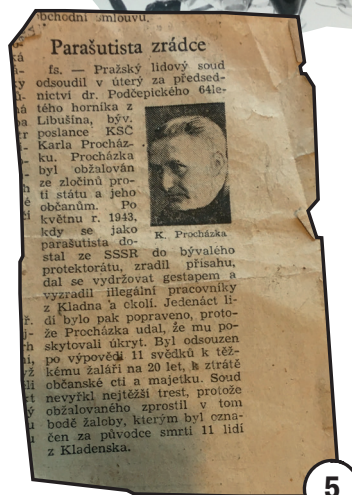 obchodní smlouvu.
Parašutista zrádce
fs. — Pražský lidový soud
odsoudil v úterý za předsed-
nictví dr. Podčepického 64le-
tého horníka z
Libušína, býv.
poslance KSČ
Karla Procház-
ku. Procházka
byl obžalován
ze zločinů pro-
ti státu a jeho
občanům. Po
květnu r. 1943,
kdy se jako
parašutista do-
stal ze SSSR do bývalého
protektorátu, zradil přísahu,
dal se vydržovat gestapem a
vyzradil illegální pracovníky
z Kladna a okolí. Jedenáct li-
dí bylo pak popraveno, proto-
že Procházka udal, že mu po-
skytovali úkryt. Byl odsouzen
po výpovědi 11 svědků k těž-
kému žaláři na 20 let, k ztrátě
občanské cti a majetku. Soud
nevyřkl nejtěžší trest, protože
obžalovaného zprostil v tom
bodě žaloby, kterým byl ozna-
čen za původce smrti 11 lidí
z Kladenska.
K. Procházka
5